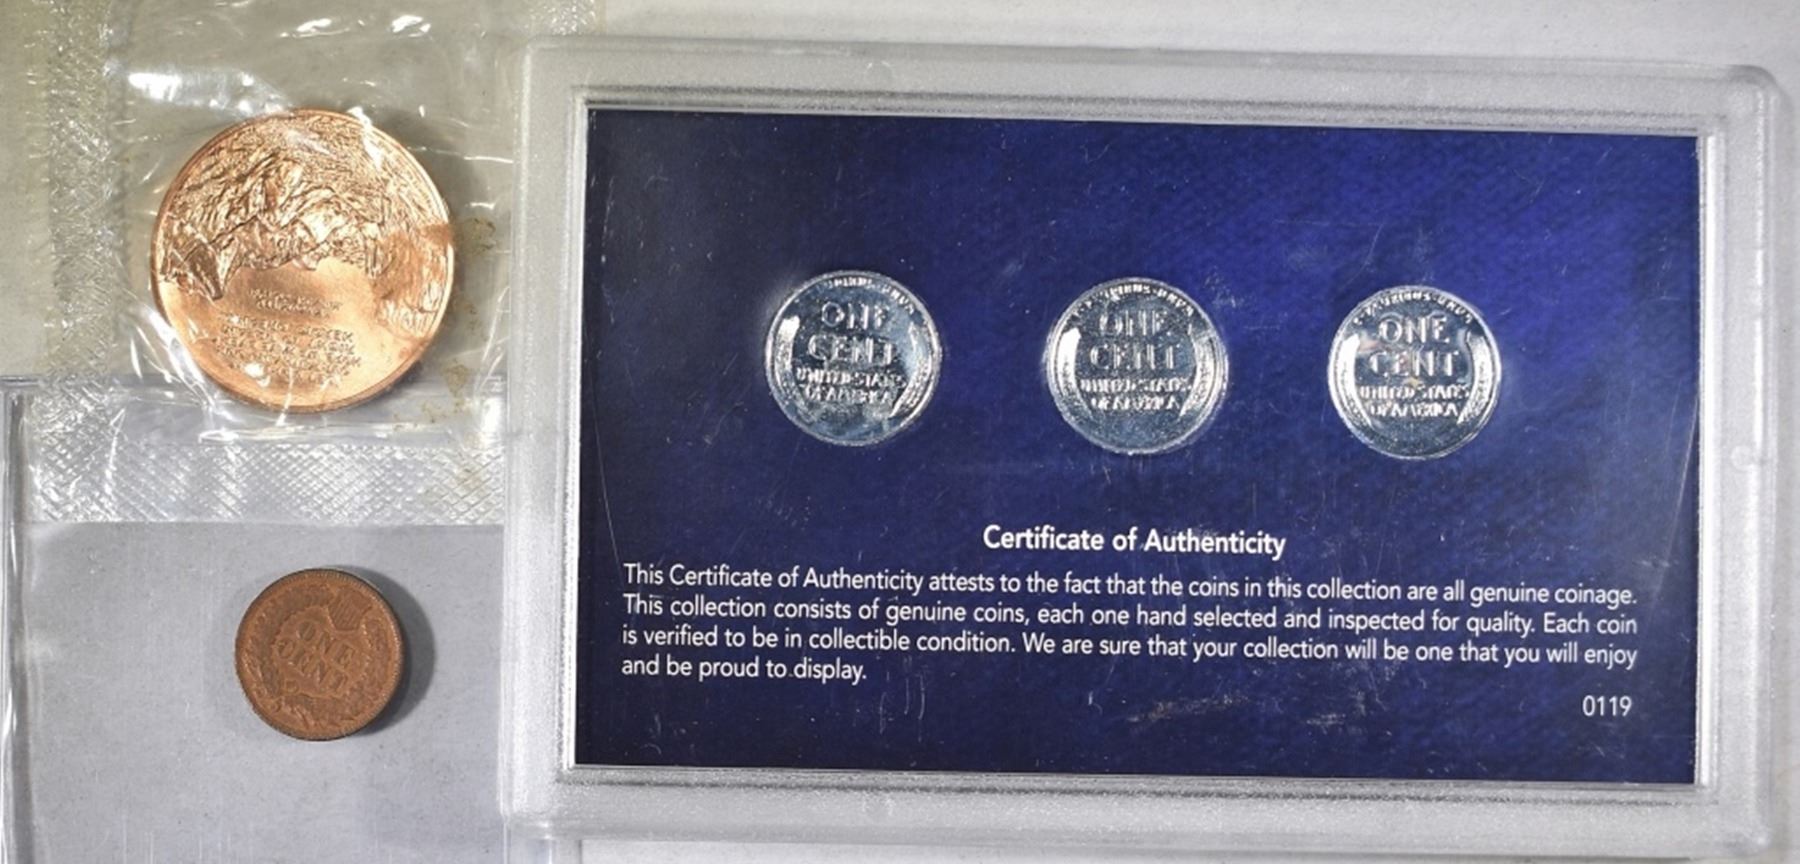 ONE
CENT
UNITED STATES
OF AMERICA
ONE
CENT
UNITED STATES
OF AMERICA
E PLURIBUS UNUM
ONE
CENT
UNITED STATES
OF AMERICA
ONE
CENT
Certificate of Authenticity
This Certificate of Authenticity attests to the fact that the coins in this collection are all genuine coinage.
This collection consists of genuine coins, each one hand selected and inspected for quality. Each coin
is verified to be in collectible condition. We are sure that your collection will be one that you will enjoy
and be proud to display.
0119